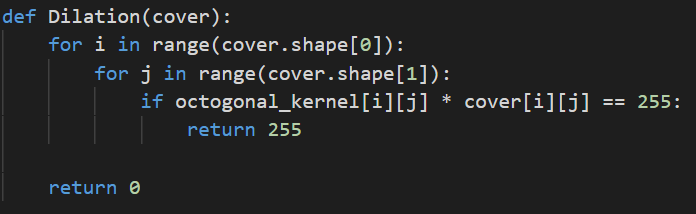 def Dilation(cover):
    for i in range(cover.shape[0]):
        for j in range(cover.shape[1]):
            if octogonal_kernel[i][j] * cover[i][j] == 255:
                return 255
    return 0